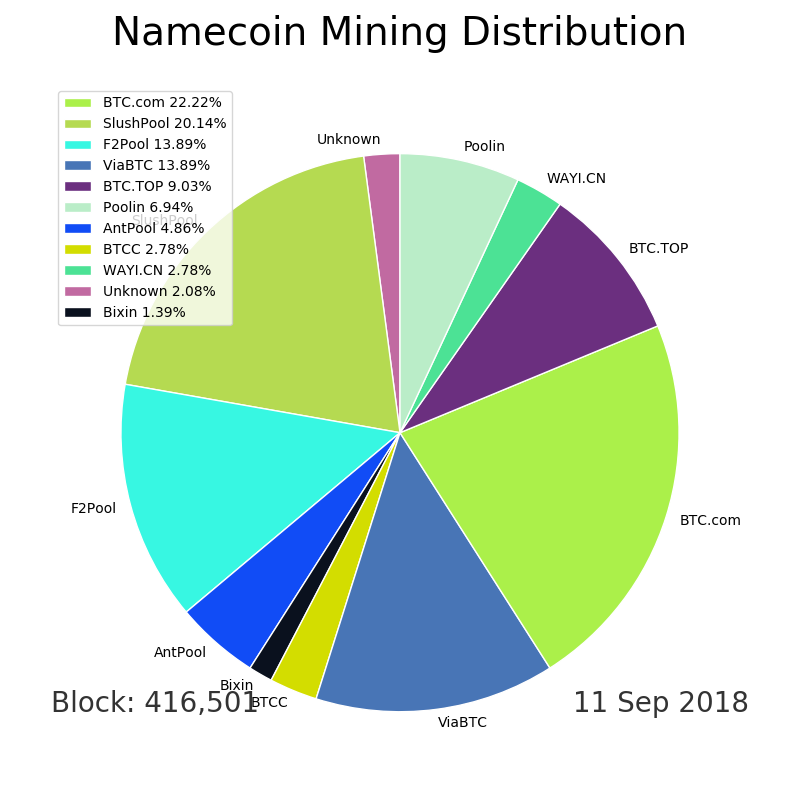 Namecoin Mining Distribution
BTC.com 22.22%
SlushPool 20.14%
F2Pool 13.89%
ViaBTC 13.89%
BTC.TOP 9.03%
Poolin 6.94%
AntPool 4.86%
BTCC 2.78%
WAYI.CN 2.78%
Unknown 2.08%
Bixin 1.39%
Unknown
Poolin
WAYI.CN
SlushPool
BTC.TOP
F2Pool
BTC.com
AntPool
Bixin
BTCC
ViaBTC
Block: 416,501
11 Sep 2018